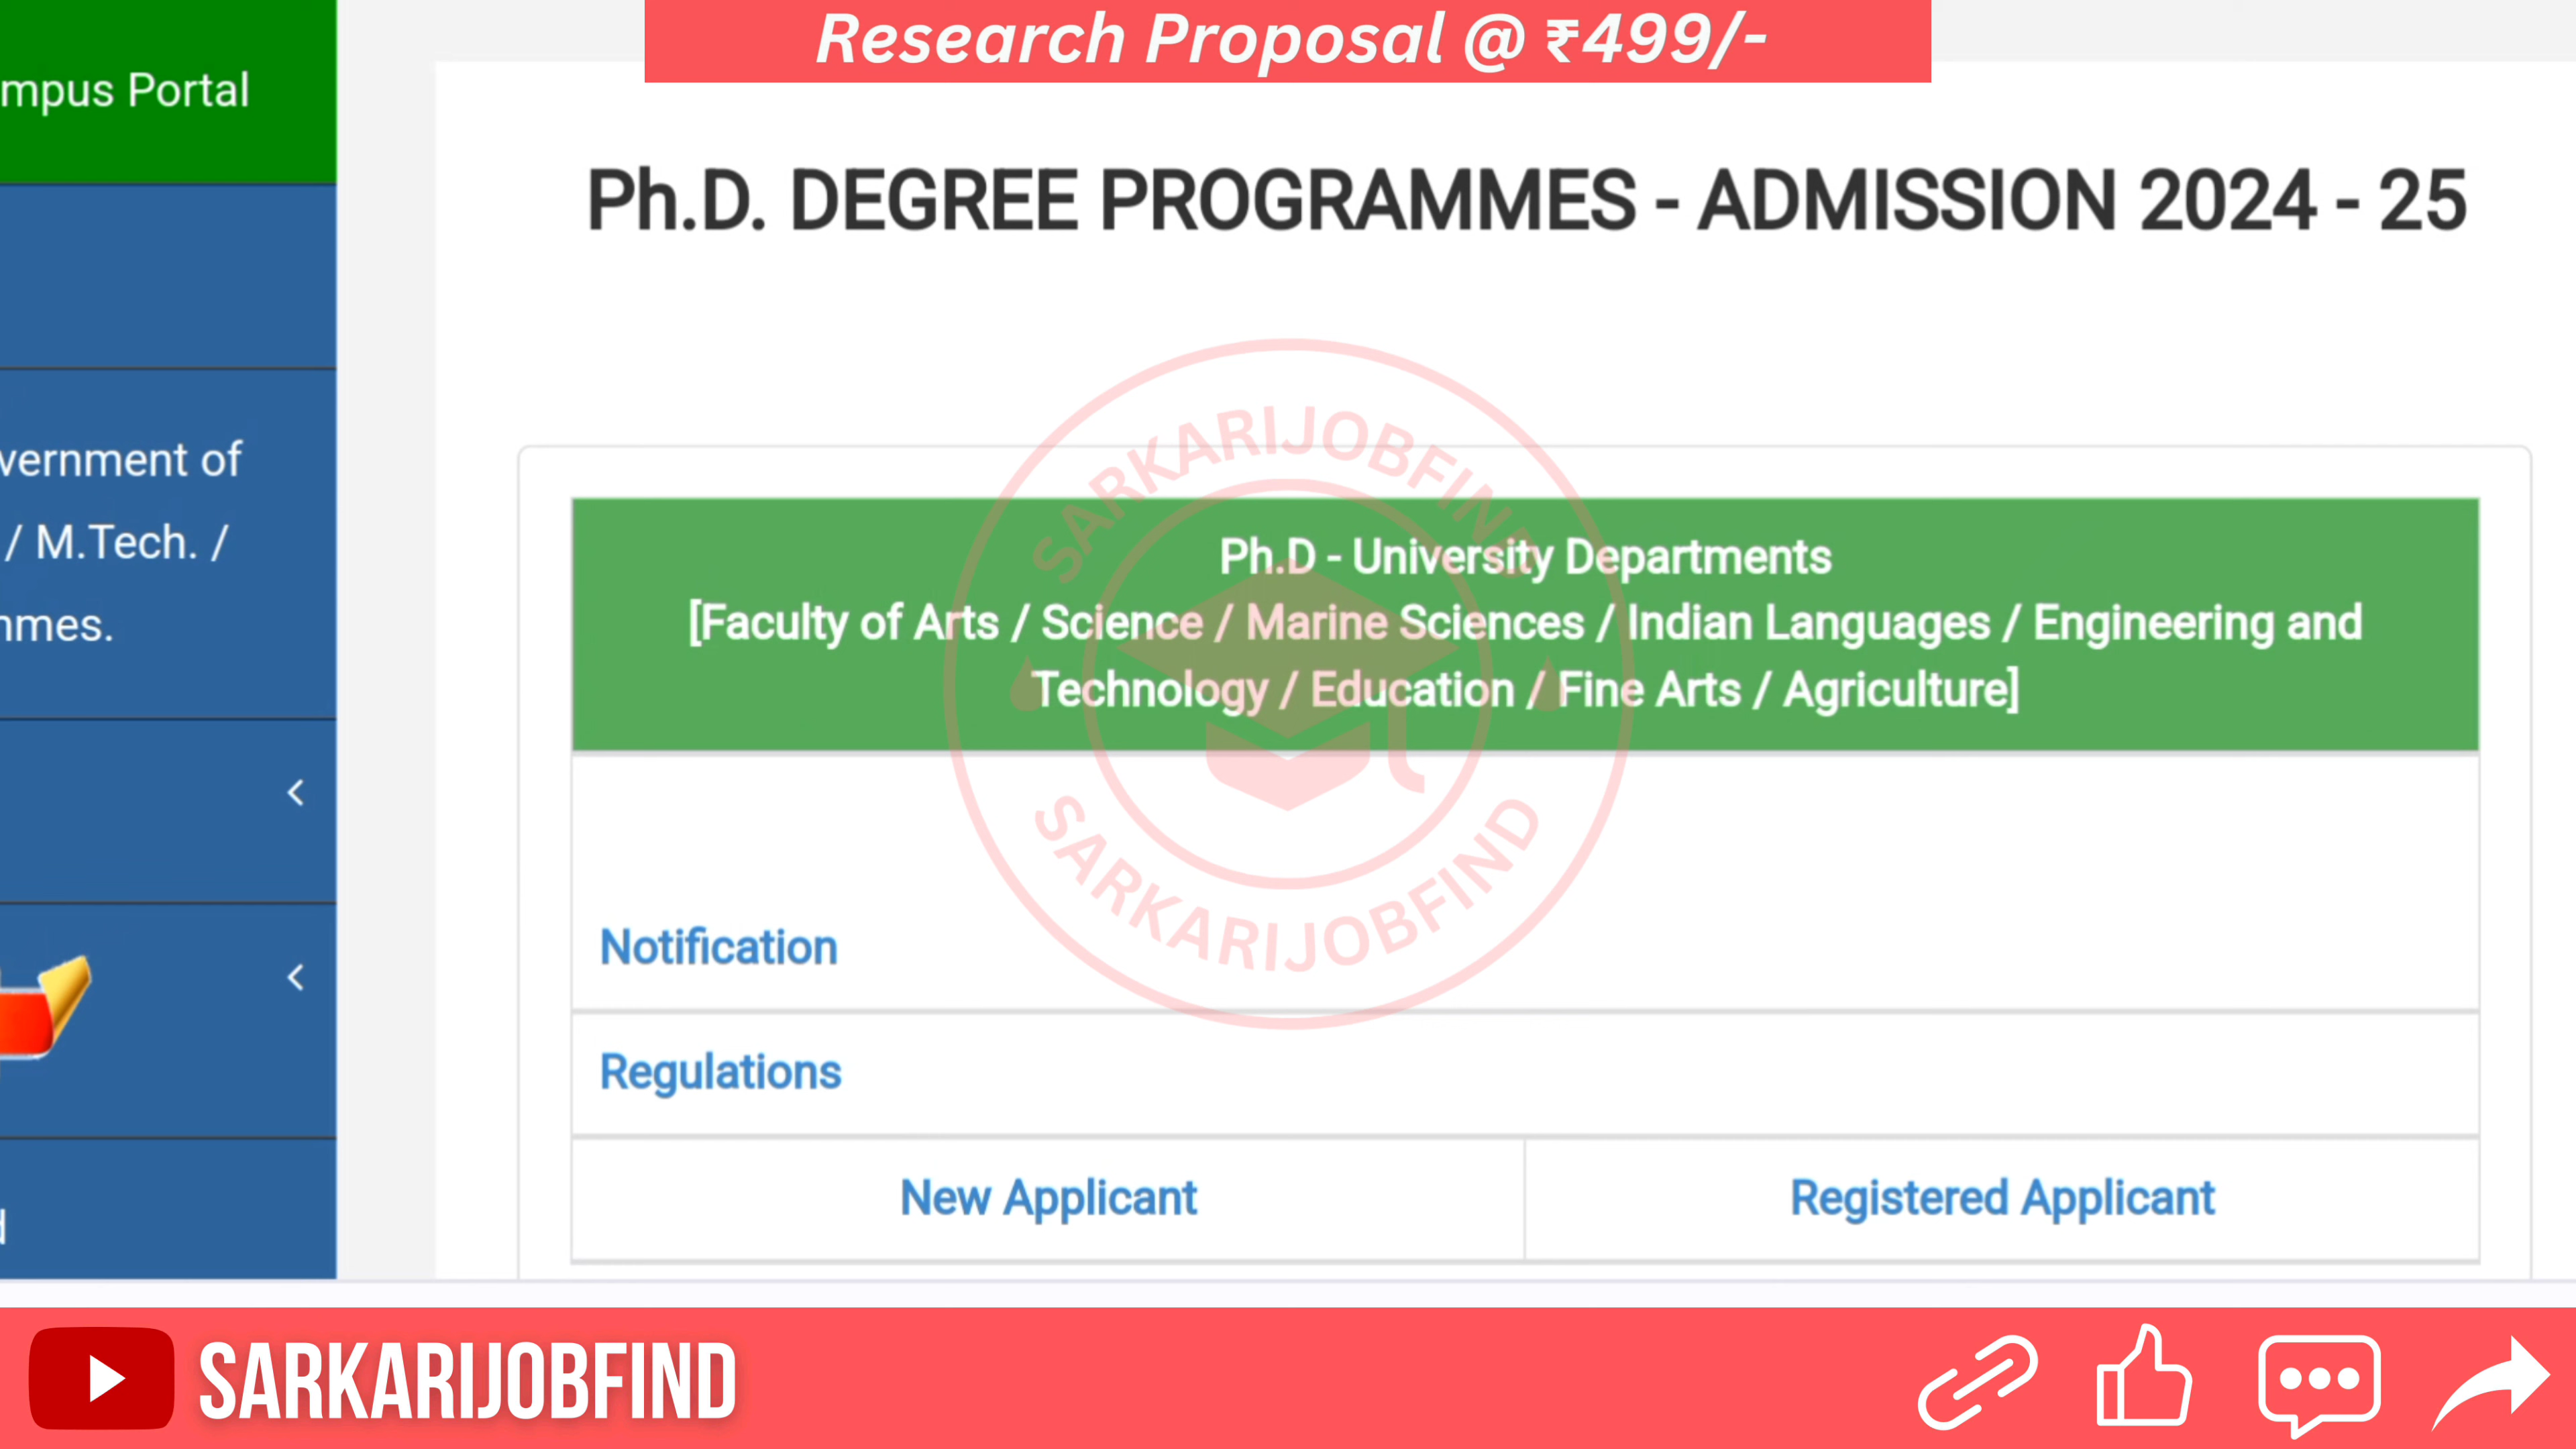 Research Proposal @ ₹499/-
mpus Portal
Ph.D. DEGREE PROGRAMMES - ADMISSION 2024 - 25
vernment of
/ M.Tech. /
nmes.
SARKARIJOBFIND
Ph.D - University Departments
[Faculty of Arts / Science / Marine Sciences / Indian Languages / Engineering and
Technology / Education / Fine Arts / Agriculture]
SARKARIJOBFIND
Notification
Regulations
New Applicant
Registered Applicant
SARKARIJOBFIND